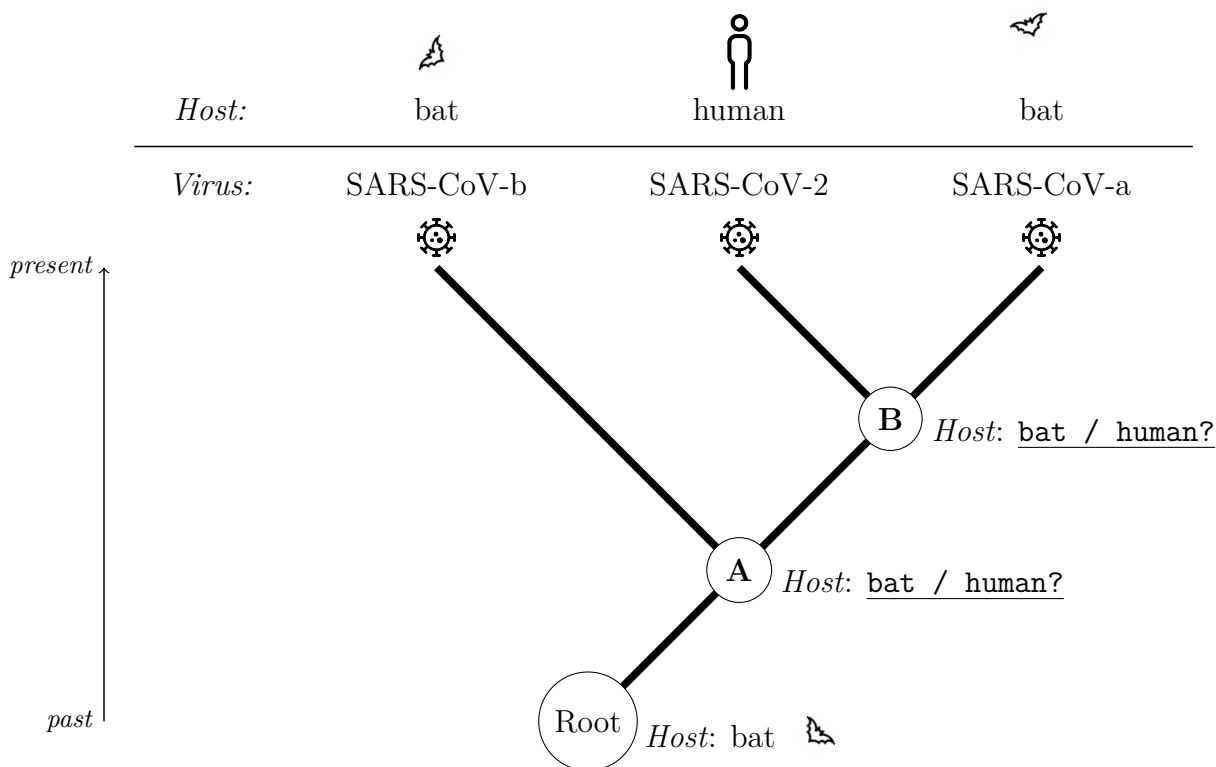 Host: bat human bat
Virus: SARS-CoV-b SARS-CoV-2 SARS-CoV-a
present
B Host: bat / human?
A Host: bat / human?
past Root Host: bat